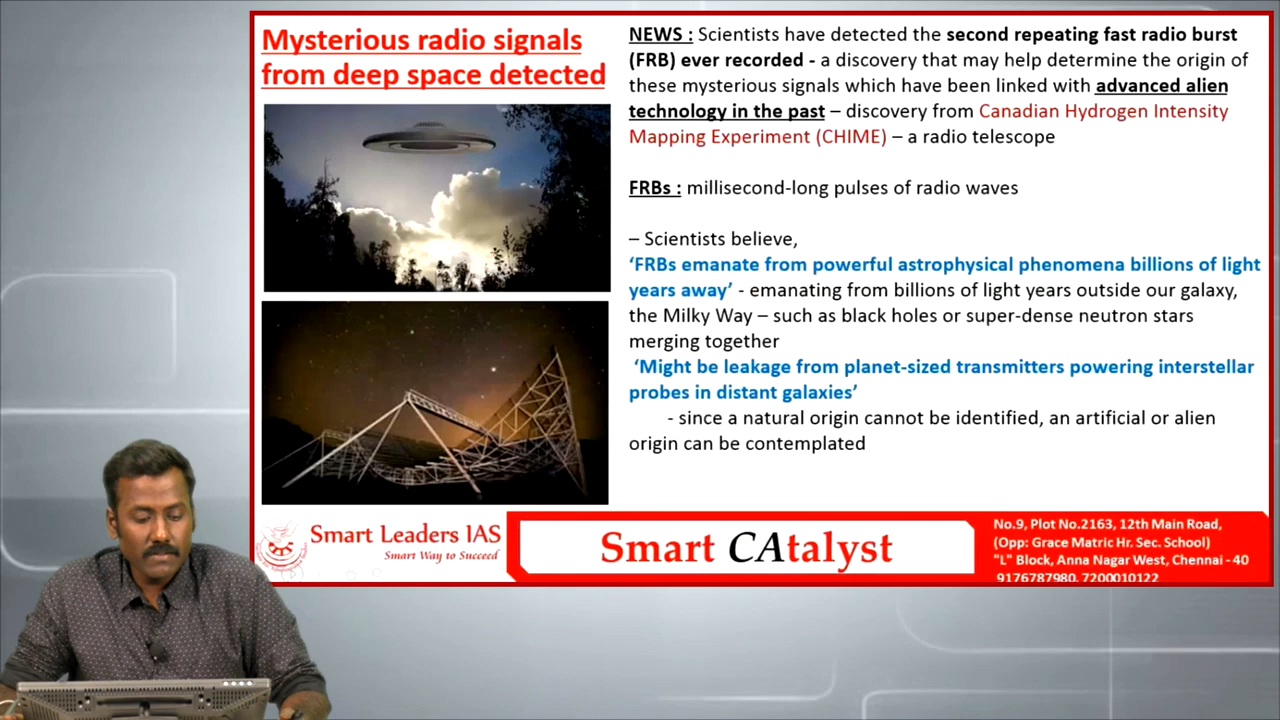 Mysterious radio signals
from deep space detected
NEWS : Scientists have detected the second repeating fast radio burst
(FRB) ever recorded - a discovery that may help determine the origin of
these mysterious signals which have been linked with advanced alien
technology in the past – discovery from Canadian Hydrogen Intensity
Mapping Experiment (CHIME) – a radio telescope
FRBs : millisecond-long pulses of radio waves
– Scientists believe,
‘FRBs emanate from powerful astrophysical phenomena billions of light
years away’ - emanating from billions of light years outside our galaxy,
the Milky Way – such as black holes or super-dense neutron stars
merging together
‘Might be leakage from planet-sized transmitters powering interstellar
probes in distant galaxies’
- since a natural origin cannot be identified, an artificial or alien
origin can be contemplated
Smart Leaders IAS
Smart Way to Succeed
Smart CAtalyst
No.9, Plot No.2163, 12th Main Road,
(Opp: Grace Matric Hr. Sec. School)
"L" Block, Anna Nagar West, Chennai - 40
9176787980, 7200010122